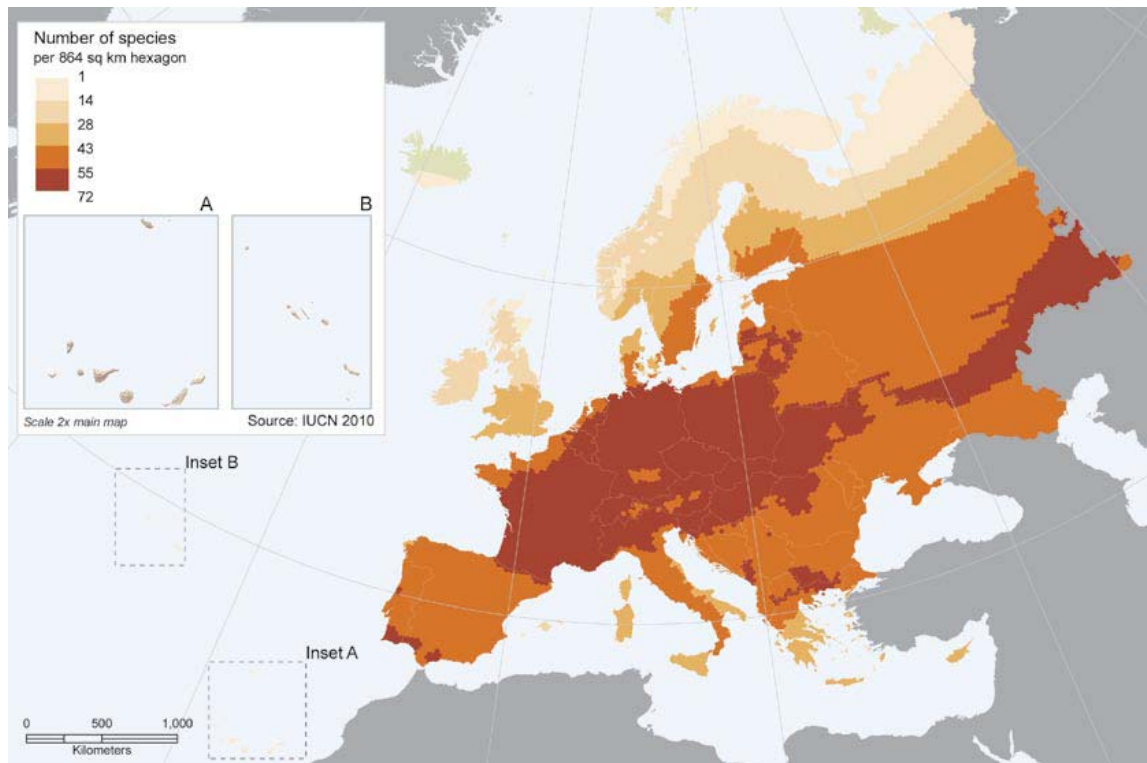 Number of species
per 864 sq km hexagon
1
14
28
43
55
72
A
B
Scale 2x main map
Source: IUCN 2010
Inset B
Inset A
0 500 1,000
Kilometers